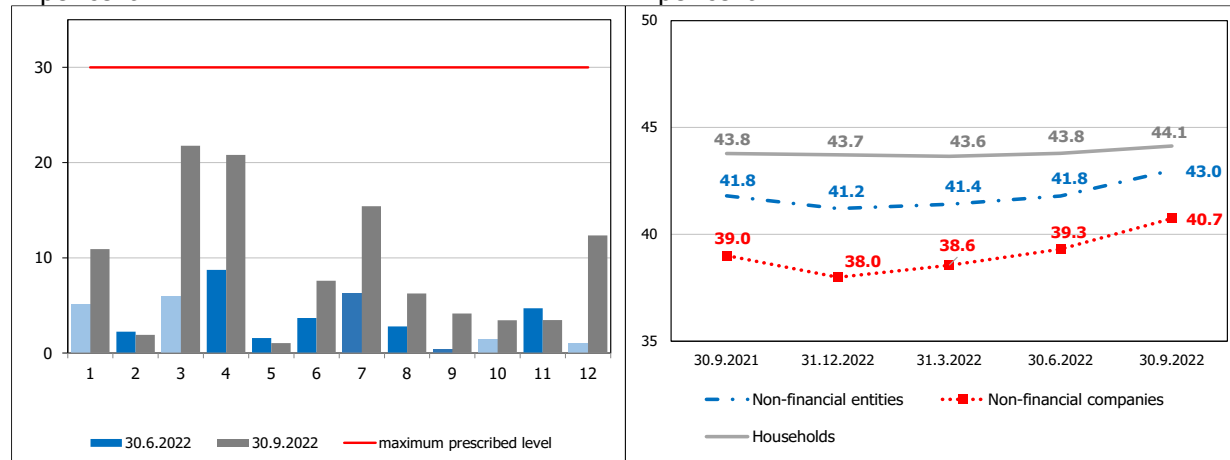 30
20
10
0
1 2 3 4 5 6 7 8 9 10 11 12
30.6.2022 30.9.2022 maximum prescribed level
50
45
40
35
43.8 43.7 43.6 43.8 44.1
41.8 41.2 41.4 41.8 43.0
39.0 38.0 38.6 39.3 40.7
30.9.2021 31.12.2022 31.3.2022 30.6.2022 30.9.2022
Non-financial entities Non-financial companies
Households